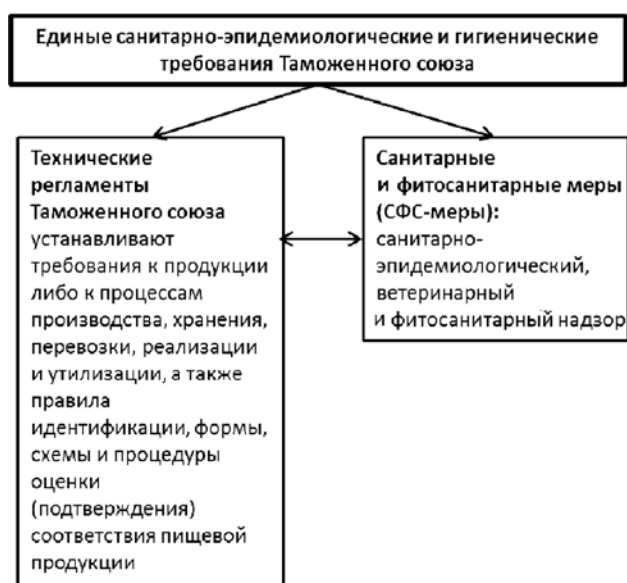 Единые санитарно-эпидемиологические и гигиенические
требования Таможенного союза
Технические
регламенты
Таможенного союза
устанавливают
требования к продукции
либо к процессам
производства, хранения,
перевозки, реализации
и утилизации, а также
правила
идентификации, формы,
схемы и процедуры
оценки
(подтверждения)
соответствия пищевой
продукции
Санитарные
и фитосанитарные меры
(СФС-меры):
санитарно-
эпидемиологический,
ветеринарный
и фитосанитарный надзор